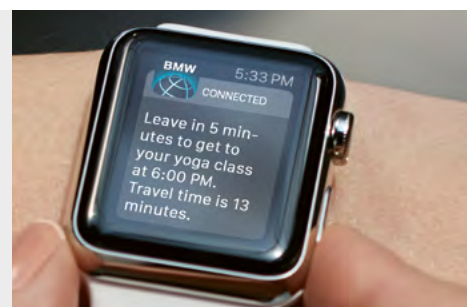 BMW 5:33 PM
CONNECTED
Leave in 5 min-
utes to get to
your yoga class
at 6:00 PM.
Travel time is 13
minutes.